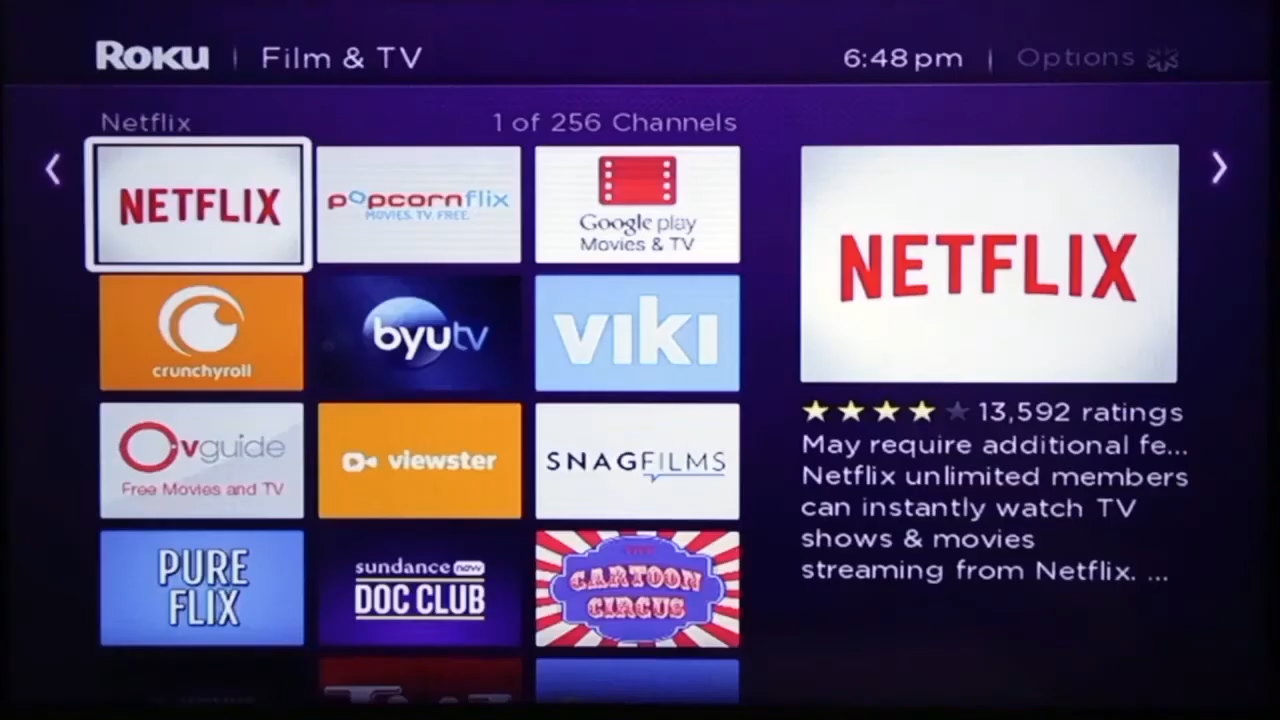 Roku | Film & TV
6:48 pm | Options
Netflix
1 of 256 Channels
NETFLIX
popcornflix
MOVIES. TV. FREE.
Google play
Movies & TV
NETFLIX
crunchyroll
byutv
viki
Ovguide
Free Movies and TV
viewster
SNAGFILMS
PURE
FLIX
sundance now
DOC CLUB
CARTOON
CIRCUS
13,592 ratings
May require additional fe...
Netflix unlimited members
can instantly watch TV
shows & movies
streaming from Netflix. ...